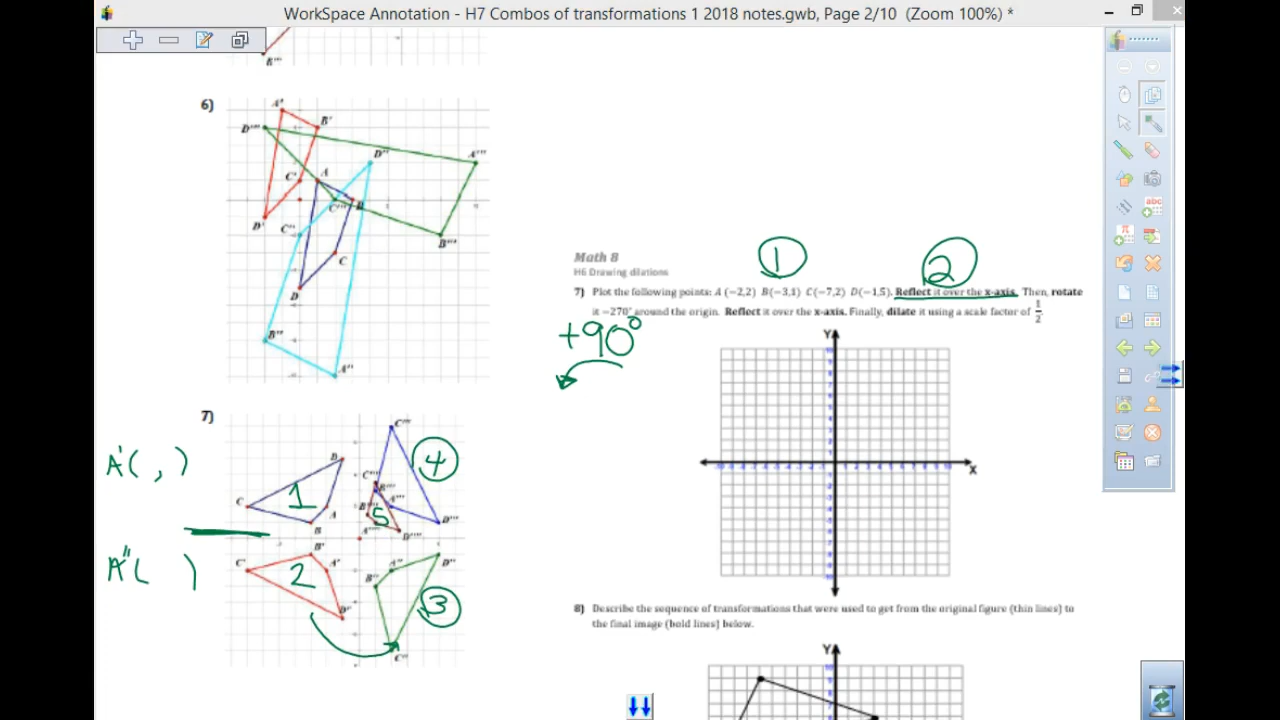 WorkSpace Annotation - H7 Combos of transformations 1 2018 notes.gwb, Page 2/10 (Zoom 100%) *
B'''
6)
A'
B'
D'''
D''
A'''
C'
A
C'''
B
D'
C''
B'''
C
D
B''
A''
Math 8
1
2
H6 Drawing dilations
7) Plot the following points: A (−2,2) B(−3,1) C(−7,2) D(−1,5). Reflect it over the x-axis. Then, rotate
it −270° around the origin. Reflect it over the x-axis. Finally, dilate it using a scale factor of 1/2.
+90°
Y
X
7)
A'( , )
A''( )
C'''
D
4
C
1
C''''
B'''
A'''
A
B''''
5
B
D'''
A''''
D''''
B'
C'
A'
A''
D''
2
B''
D'
3
C''
8) Describe the sequence of transformations that were used to get from the original figure (thin lines) to
the final image (bold lines) below.
Y
abc